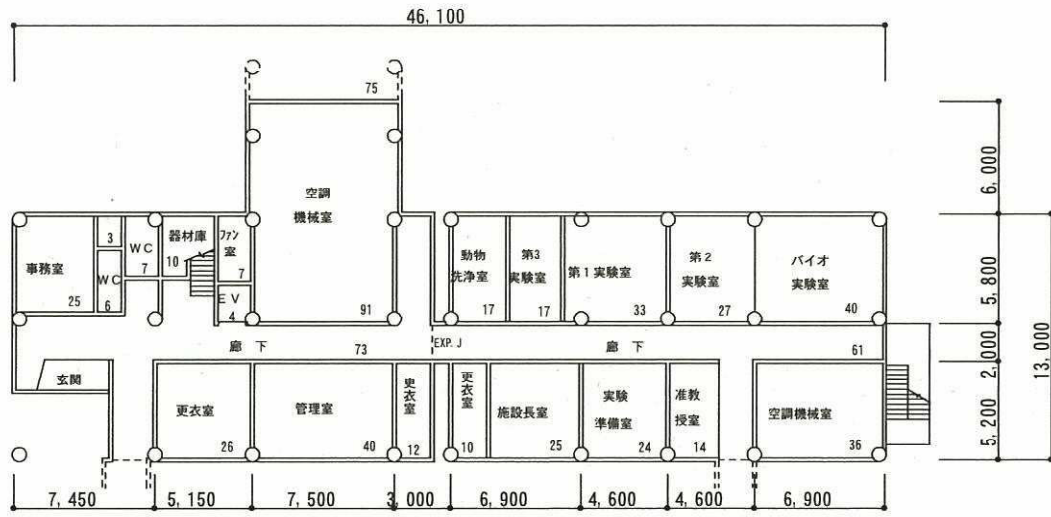 46,100
75
6,000
空調
機械室
91
事務室
25
3
WC
6
WC
7
器材庫
10
ファン
室
7
EV
4
動物
洗浄室
17
第3
実験室
17
第1実験室
33
第2
実験室
27
バイオ
実験室
40
5,800
廊 下
73
EXP.J
廊 下
61
2,000
13,000
玄関
更衣室
26
管理室
40
更衣室
12
更衣室
10
施設長室
25
実験
準備室
24
准教
授室
14
空調機械室
36
5,200
7,450
5,150
7,500
3,000
6,900
4,600
4,600
6,900